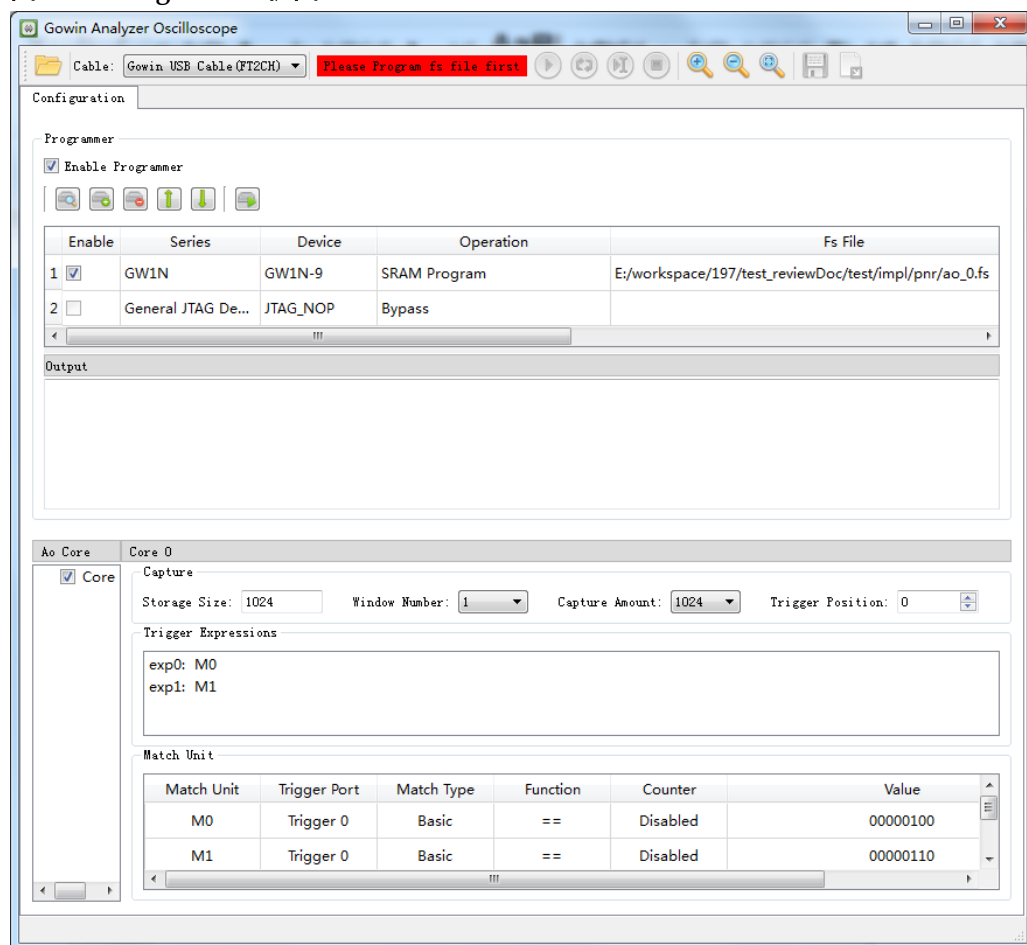 Gowin Analyzer Oscilloscope
Cable: Gowin USB Cable(FT2CH) Please Program fs file first
Configuration
Programmer
Enable Programmer
Enable Series Device Operation Fs File
1 GW1N GW1N-9 SRAM Program E:/workspace/197/test_reviewDoc/test/impl/pnr/ao_0.fs
2 General JTAG De... JTAG_NOP Bypass
Output
Ao Core Core 0
Core
Capture
Storage Size: 1024 Window Number: 1 Capture Amount: 1024 Trigger Position: 0
Trigger Expressions
exp0: M0
exp1: M1
Match Unit
Match Unit Trigger Port Match Type Function Counter Value
M0 Trigger 0 Basic == Disabled 00000100
M1 Trigger 0 Basic == Disabled 00000110